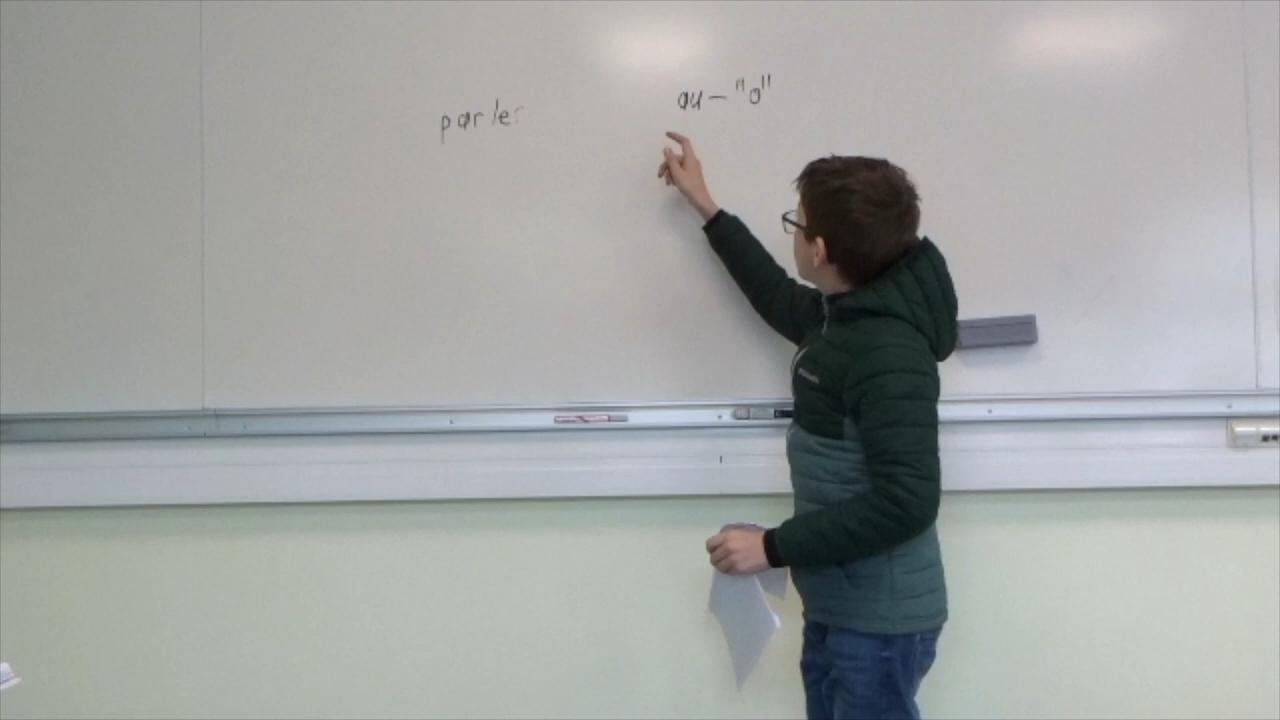 parler
au – "o"